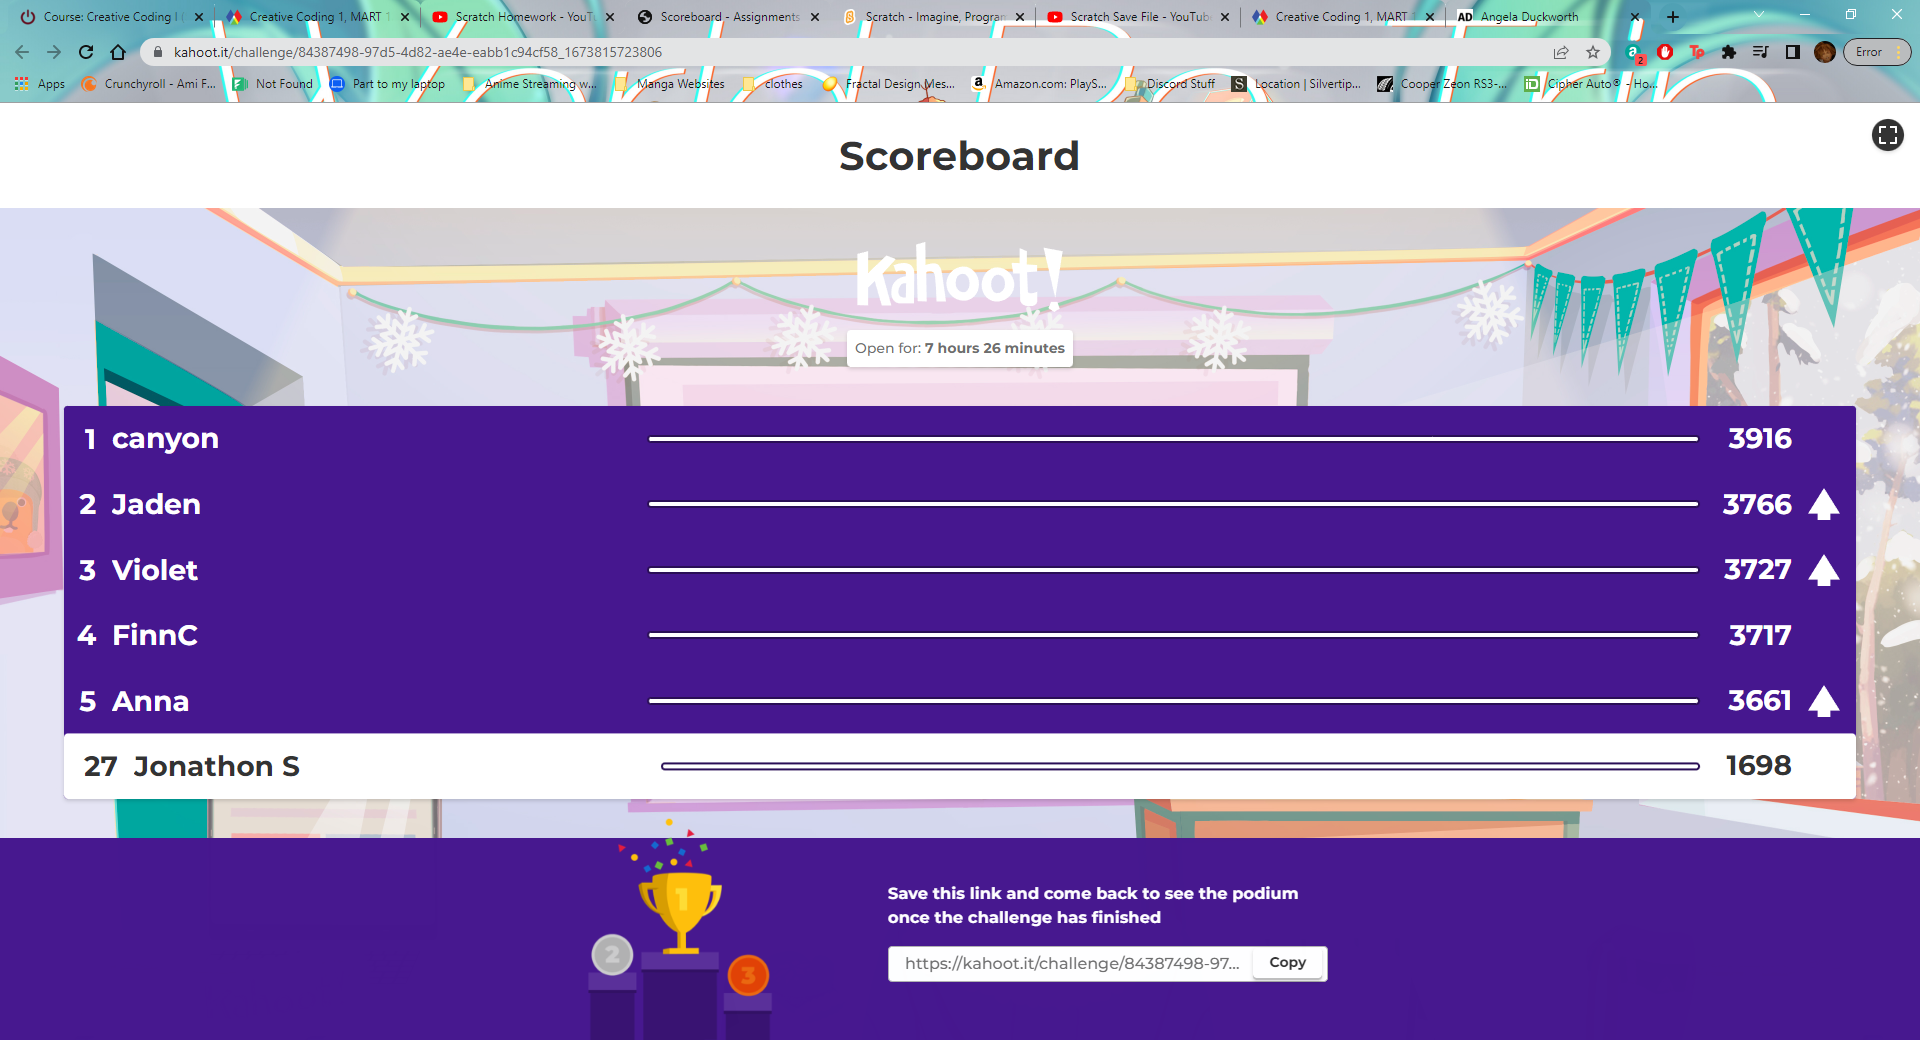 Course: Creative Coding I (
Creative Coding 1, MART 1
Scratch Homework - YouTu
Scoreboard - Assignments
Scratch - Imagine, Program
Scratch Save File - YouTube
Creative Coding 1, MART
AD Angela Duckworth
kahoot.it/challenge/84387498-97d5-4d82-ae4e-eabb1c94cf58_1673815723806
2
Error
Apps
Crunchyroll - Ami F...
Not Found
Part to my laptop
Anime Streaming w...
Manga Websites
clothes
Fractal Design Mes...
Amazon.com: PlayS...
Discord Stuff
Location | Silvertip...
Cooper Zeon RS3-...
Cipher Auto® - Ho...
Scoreboard
Kahoot!
Open for: 7 hours 26 minutes
1 canyon 3916
2 Jaden 3766
3 Violet 3727
4 FinnC 3717
5 Anna 3661
27 Jonathon S 1698
1
2
3
Save this link and come back to see the podium
once the challenge has finished
https://kahoot.it/challenge/84387498-97...
Copy